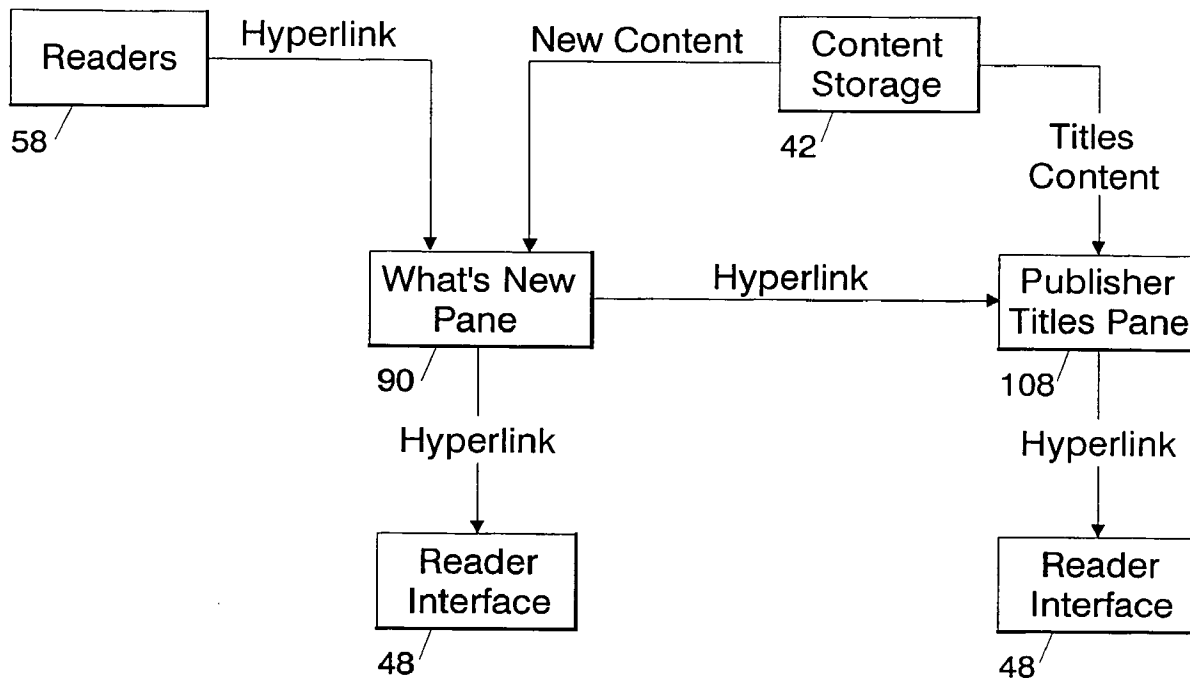 Readers
Hyperlink
New Content
Content
Storage
58
42
Titles
Content
What's New
Pane
Hyperlink
Publisher
Titles Pane
90
108
Hyperlink
Hyperlink
Reader
Interface
Reader
Interface
48
48